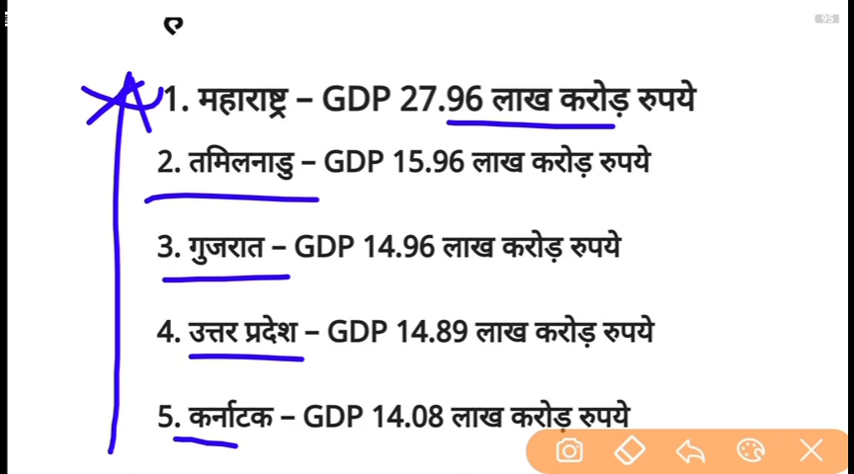 95
1. महाराष्ट्र – GDP 27.96 लाख करोड़ रुपये
2. तमिलनाडु – GDP 15.96 लाख करोड़ रुपये
3. गुजरात – GDP 14.96 लाख करोड़ रुपये
4. उत्तर प्रदेश – GDP 14.89 लाख करोड़ रुपये
5. कर्नाटक – GDP 14.08 लाख करोड़ रुपये